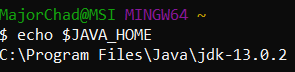 MajorChad@MSI MINGW64 ~
$ echo $JAVA_HOME
C:\Program Files\Java\jdk-13.0.2